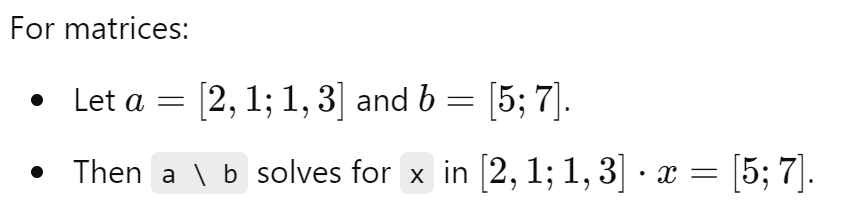 For matrices:
• Let a = [2, 1; 1, 3] and b = [5; 7].
• Then a \ b solves for x in [2, 1; 1, 3] · x = [5; 7].